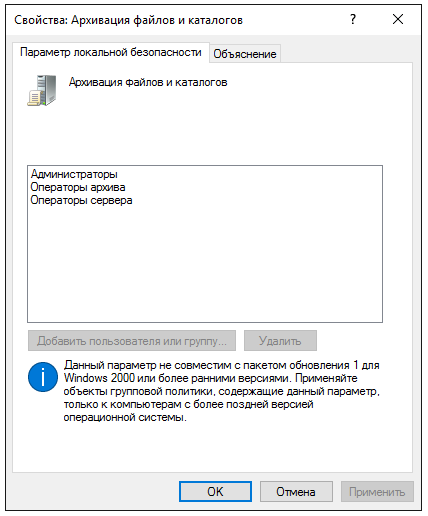 Свойства: Архивация файлов и каталогов
Параметр локальной безопасности
Объяснение
Архивация файлов и каталогов
Администраторы
Операторы архива
Операторы сервера
Добавить пользователя или группу...
Удалить
Данный параметр не совместим с пакетом обновления 1 для
Windows 2000 или более ранними версиями. Применяйте
объекты групповой политики, содержащие данный параметр,
только к компьютерам с более поздней версией
операционной системы.
OK
Отмена
Применить